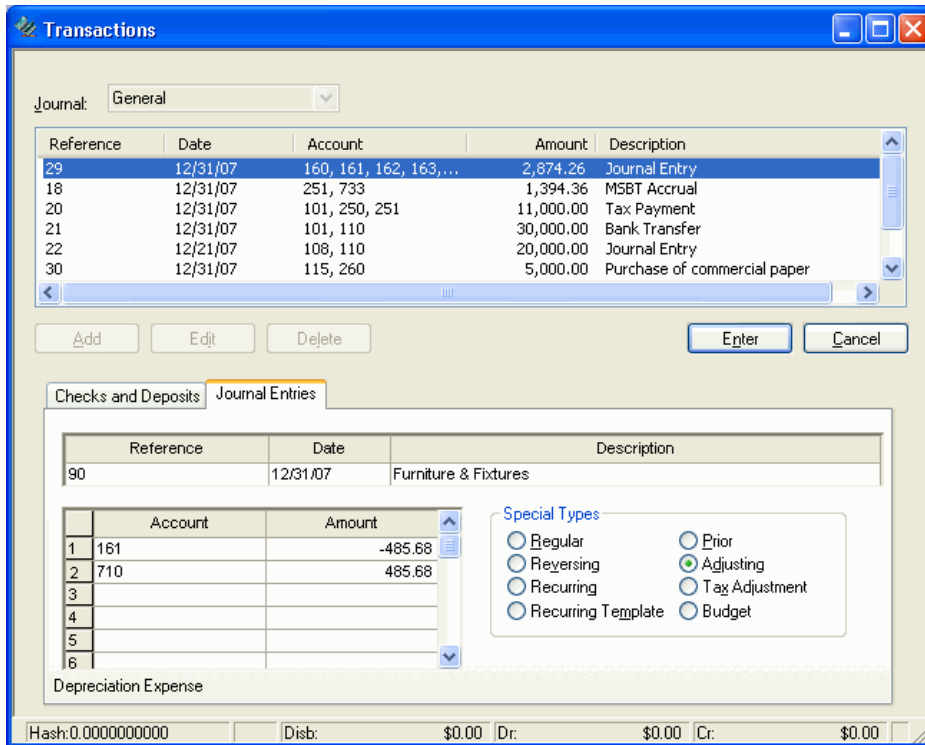 Transactions
Journal: General
Reference Date Account Amount Description
29 12/31/07 160, 161, 162, 163,... 2,874.26 Journal Entry
18 12/31/07 251, 733 1,394.36 MSBT Accrual
20 12/31/07 101, 250, 251 11,000.00 Tax Payment
21 12/31/07 101, 110 30,000.00 Bank Transfer
22 12/21/07 108, 110 20,000.00 Journal Entry
30 12/31/07 115, 260 5,000.00 Purchase of commercial paper
Add Edit Delete Enter Cancel
Checks and Deposits Journal Entries
Reference Date Description
90 12/31/07 Furniture & Fixtures
Account Amount
1 161 -485.68
2 710 485.68
3
4
5
6
Special Types
Regular Prior
Reversing Adjusting
Recurring Tax Adjustment
Recurring Template Budget
Depreciation Expense
Hash:0.0000000000 Disb: $0.00 Dr: $0.00 Cr: $0.00